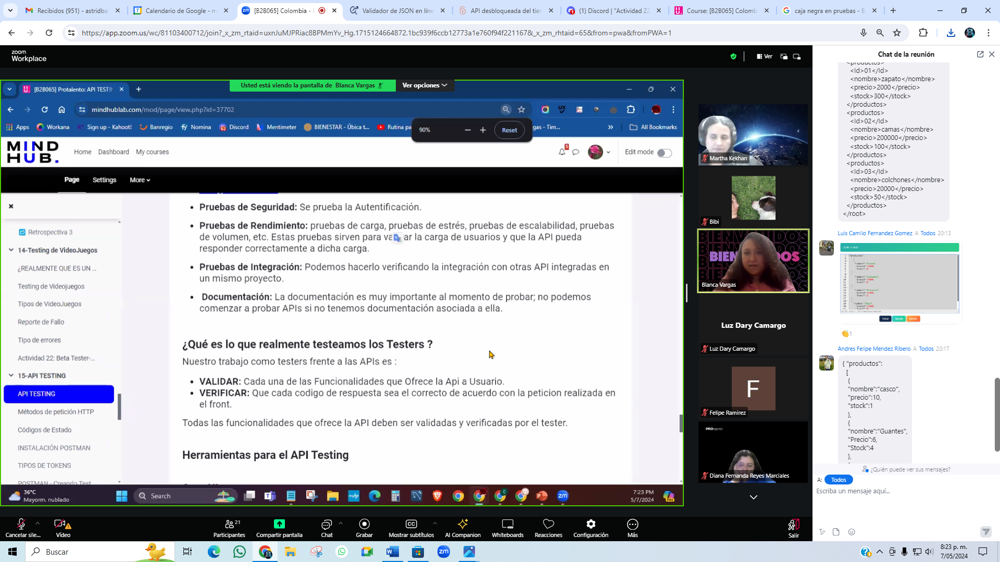 Recibidos (951) - astridba
Calendario de Google - m
[B2B065] Colombia - F
Validador de JSON en líne
API desbloqueada del tien
(1) Discord | "Actividad 22
Course: [B2B065] Colomb
caja negra en pruebas - B
https://app.zoom.us/wc/81103400712/join?_x_zm_rtaid=uxnJuMJPRiac8BPMmYv_Hg.1715124664872.1bc939f6ccb12773a1e760f94f221167&_x_zm_rhtaid=65&from=pwa&fromPWA=1
zoom
Workplace
Ver
[B2B065] Protalento: API TESTI
Usted está viendo la pantalla de Blanca Vargas
Ver opciones
mindhublab.com/mod/page/view.php?id=37702
Apps
Workana
Sign up - Kahoot!
Banregio
Nomina
Discord
Mentimeter
BIENESTAR - Úbica t...
Rutina pa
gas - Tim...
All Bookmarks
90%
Reset
MIND
HUB.
Home
Dashboard
My courses
5
Edit mode
Page
Settings
More
Retrospectiva 3
14-Testing de VideoJuegos
¿REALMENTE QUE ES UN ...
Testing de Videojuegos
Tipos de VideoJuegos
Reporte de Fallo
Tipo de errores
Actividad 22: Beta Tester-...
15-API TESTING
API TESTING
Métodos de petición HTTP
Códigos de Estado
INSTALACIÓN POSTMAN
TIPOS DE TOKENS
POSTMAN - Creando Test
• Pruebas de Seguridad: Se prueba la Autentificación.
• Pruebas de Rendimiento: pruebas de carga, pruebas de estrés, pruebas de escalabilidad, pruebas
de volumen, etc. Estas pruebas sirven para va ar la carga de usuarios y que la API pueda
responder correctamente a dicha carga.
• Pruebas de Integración: Podemos hacerlo verificando la integración con otras API integradas en
un mismo proyecto.
• Documentación: La documentación es muy importante al momento de probar; no podemos
comenzar a probar APIs si no tenemos documentación asociada a ella.
¿Qué es lo que realmente testeamos los Testers ?
Nuestro trabajo como testers frente a las APIs es :
• VALIDAR: Cada una de las Funcionalidades que Ofrece la Api a Usuario.
• VERIFICAR: Que cada codigo de respuesta sea el correcto de acuerdo con la peticion realizada en
el front.
Todas las funcionalidades que ofrece la API deben ser validadas y verificadas por el tester.
Herramientas para el API Testing
36°C
Mayorm. nublado
Search
7:23 PM
5/7/2024
Martha Kekhan
Bibi
BIENVENIDOS
Blanca Vargas
Luz Dary Camargo
Luz Dary Camargo
F
Felipe Ramirez
PROtalento
Diana Fernanda Reyes Marciales
Chat de la reunión
<productos>
<Id>01</Id>
<nombre>zapato</nombre>
<precio>2000</precio>
<stock>300</stock>
</productos>
<productos>
<Id>02</Id>
<nombre>camas</nombre>
<precio>200000</precio>
<stock>100</stock>
</productos>
<productos>
<Id>03</Id>
<nombre>colchones</nombre>
<precio>20000</precio>
<stock>50</stock>
</productos>
</root>
Luis Camilo Fernandez Gomez A Todos 20:13
1
Andres Felipe Mendez Ribero A Todos 20:17
{ "productos":
[
{
"nombre":"casco",
"precio":10,
"stock":1
},
{
"nombre":"Guantes",
"Precio":6,
"Stock":4
},
¿Quién puede ver sus mensajes?
A: Todos
Escriba un mensaje aquí...
Cancelar sile...
Vídeo
21
Participantes
Compartir pantalla
Chat
Grabar
Mostrar subtítulos
AI Companion
Whiteboards
Reacciones
Configuración
Más
Salir
Buscar
8:23 p. m.
7/05/2024